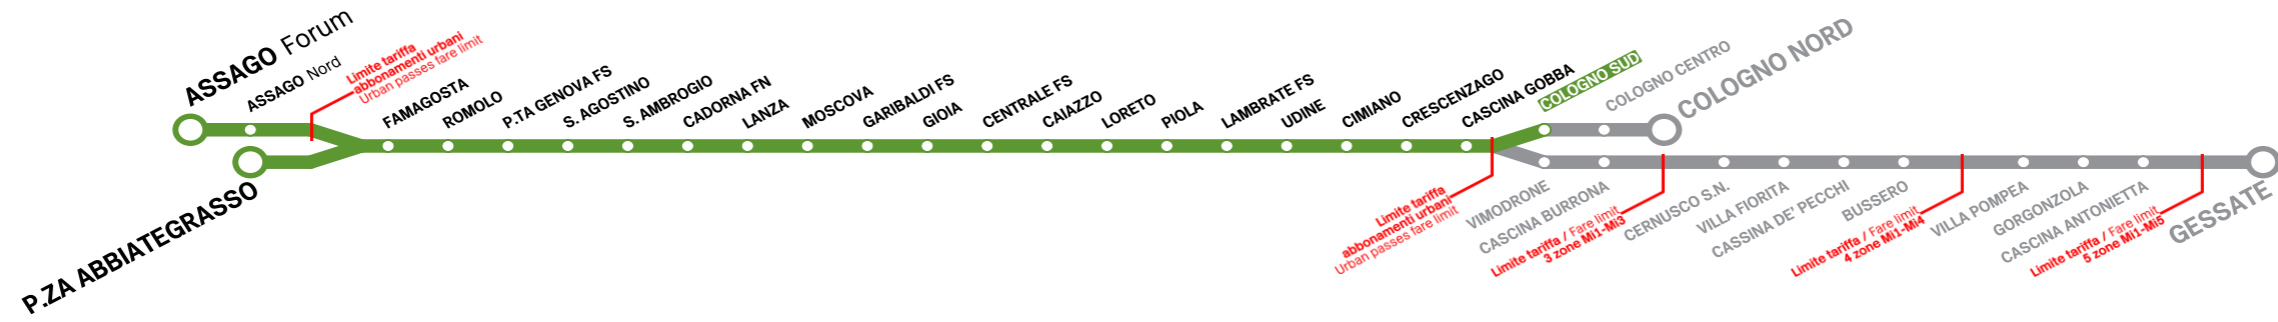 ASSAGO Forum
ASSAGO Nord
Limite tariffa
abbonamenti urbani
Urban passes fare limit
P.ZA ABBIATEGRASSO
FAMAGOSTA
ROMOLO
P.TA GENOVA FS
S. AGOSTINO
S. AMBROGIO
CADORNA FN
LANZA
MOSCOVA
GARIBALDI FS
GIOIA
CENTRALE FS
CAIAZZO
LORETO
PIOLA
LAMBRATE FS
UDINE
CIMIANO
CRESCENZAGO
CASCINA GOBBA
COLOGNO SUD
COLOGNO CENTRO
COLOGNO NORD
Limite tariffa
abbonamenti urbani
Urban passes fare limit
VIMODRONE
CASCINA BURRONA
Limite tariffa / Fare limit
3 zone Mi1-Mi3
CERNUSCO S.N.
VILLA FIORITA
CASSINA DE' PECCHI
BUSSERO
Limite tariffa / Fare limit
4 zone Mi1-Mi4
VILLA POMPEA
GORGONZOLA
CASCINA ANTONIETTA
Limite tariffa / Fare limit
5 zone Mi1-Mi5
GESSATE